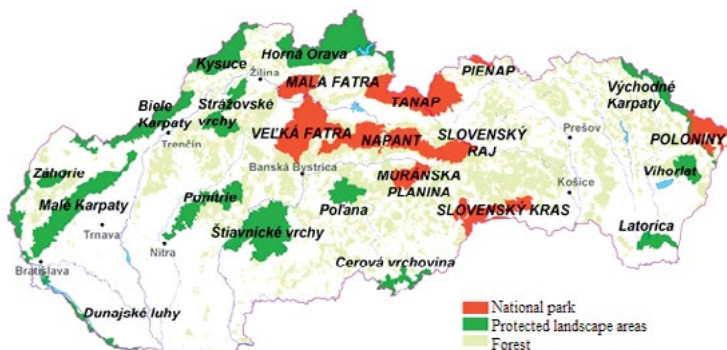 Horná Orava
Kysuce
PIENAP
Žilina
MALÁ FATRA
Východné
Karpaty
Strážovské
vrchy
TANAP
Biele
Karpaty
Trenčín
VEĽKÁ FATRA
NAPANT
SLOVENSKÝ
RAJ
Prešov
POLONINY
Záhorie
Banská Bystrica
MURÁNSKA
PLANINA
Vihorlat
Košice
Malé Karpaty
Ponitrie
Poľana
SLOVENSKÝ KRAS
Trnava
Štiavnické vrchy
Latorica
Nitra
Bratislava
Cerová vrchovina
Dunajské luhy
National park
Protected landscape areas
Forest